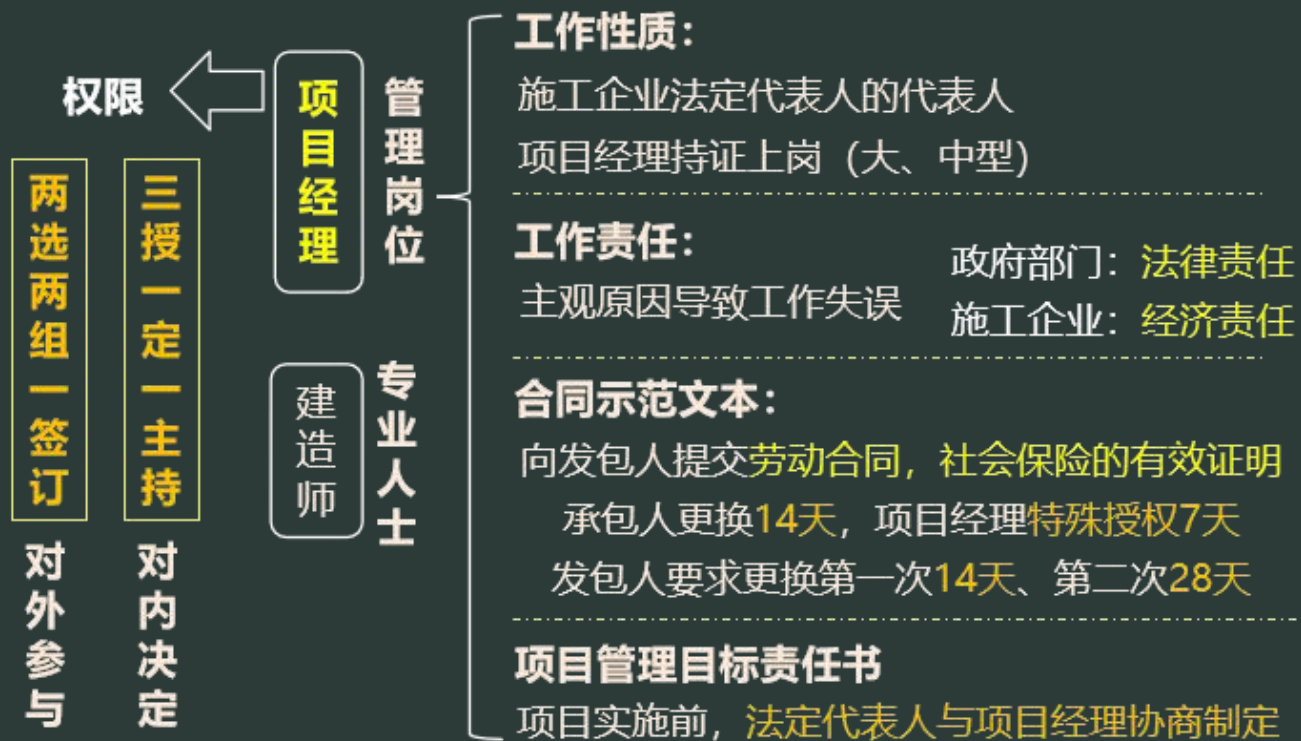 权限
两选两组一签订
对外参与
三授一定一主持
对内决定
项目经理
管理岗位
建造师
专业人士
工作性质：
施工企业法定代表人的代表人
项目经理持证上岗（大、中型）
工作责任：
主观原因导致工作失误
政府部门：法律责任
施工企业：经济责任
合同示范文本：
向发包人提交劳动合同，社会保险的有效证明
承包人更换14天，项目经理特殊授权7天
发包人要求更换第一次14天、第二次28天
项目管理目标责任书
项目实施前，法定代表人与项目经理协商制定